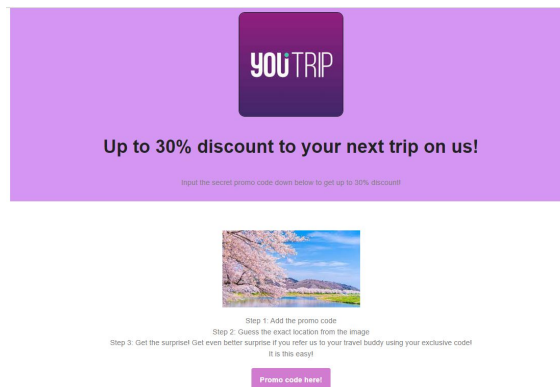 YOUTRIP
Up to 30% discount to your next trip on us!
Input the secret promo code down below to get up to 30% discount!
Step 1: Add the promo code
Step 2: Guess the exact location from the image
Step 3: Get the surprise! Get even better surprise if you refer us to your travel buddy using your exclusive code!
It is this easy!
Promo code here!